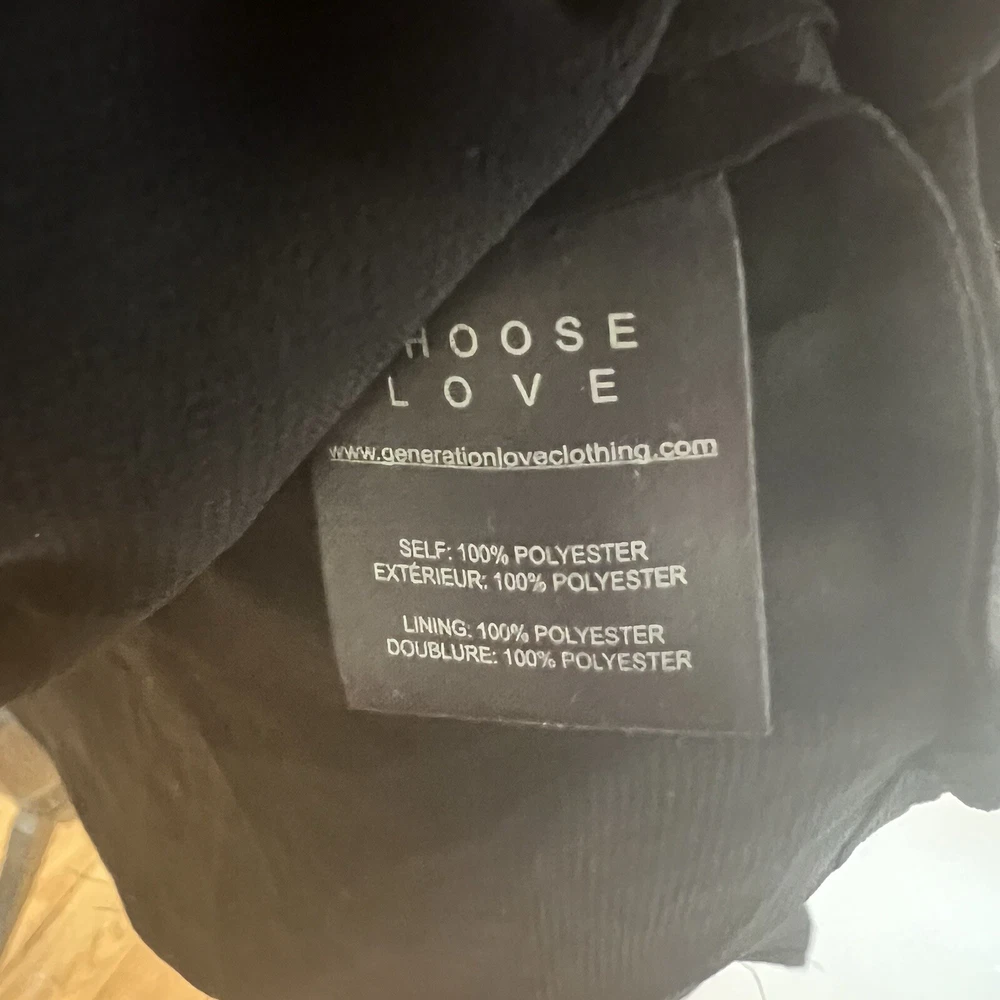 HOOSE
LOVE
www.generationloveclothing.com
SELF: 100% POLYESTER
EXTÉRIEUR: 100% POLYESTER
LINING: 100% POLYESTER
DOUBLURE: 100% POLYESTER